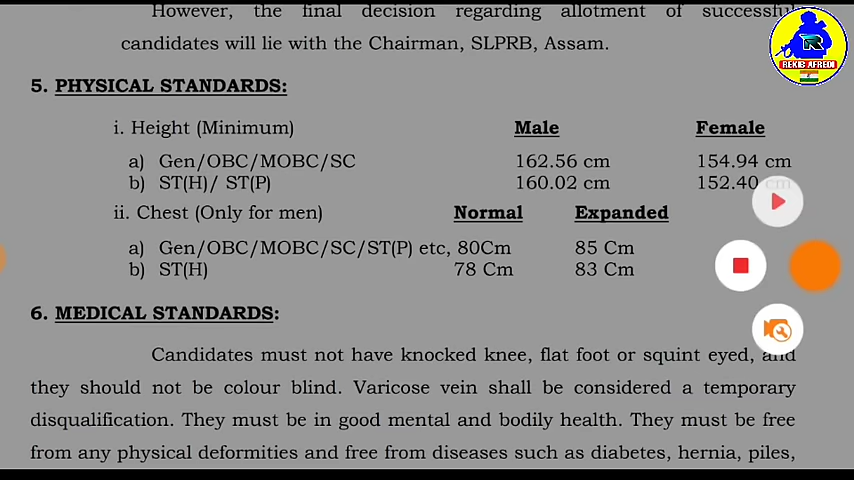 However, the final decision regarding allotment of successful
candidates will lie with the Chairman, SLPRB, Assam.
5. PHYSICAL STANDARDS:
i. Height (Minimum) Male Female
a) Gen/OBC/MOBC/SC 162.56 cm 154.94 cm
b) ST(H)/ ST(P) 160.02 cm 152.40 cm
ii. Chest (Only for men) Normal Expanded
a) Gen/OBC/MOBC/SC/ST(P) etc, 80Cm 85 Cm
b) ST(H) 78 Cm 83 Cm
6. MEDICAL STANDARDS:
Candidates must not have knocked knee, flat foot or squint eyed, and
they should not be colour blind. Varicose vein shall be considered a temporary
disqualification. They must be in good mental and bodily health. They must be free
from any physical deformities and free from diseases such as diabetes, hernia, piles,
R
REKIB AFREDI